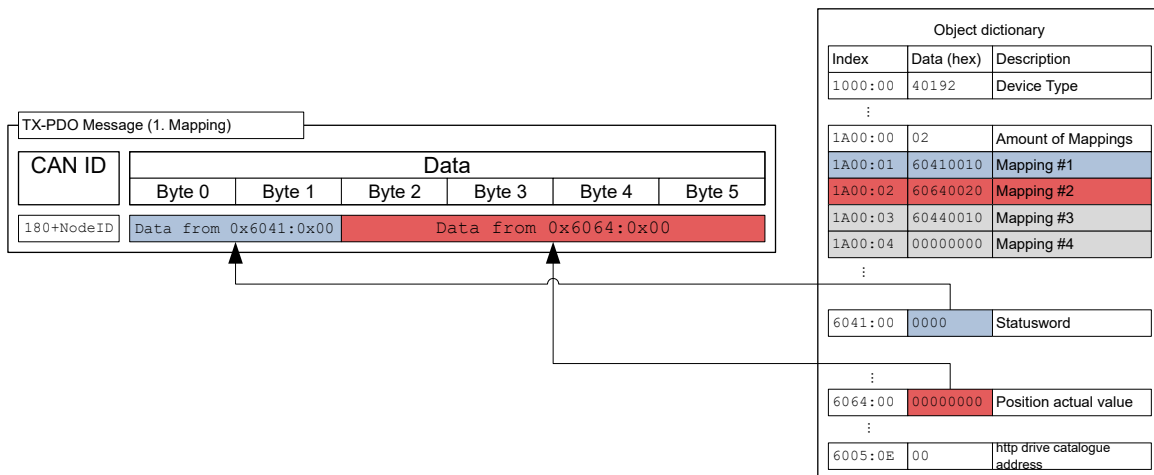 Object dictionary
Index Data (hex) Description
1000:00 40192 Device Type
⋮
TX-PDO Message (1. Mapping)
1A00:00 02 Amount of Mappings
CAN ID Data
1A00:01 60410010 Mapping #1
Byte 0 Byte 1 Byte 2 Byte 3 Byte 4 Byte 5
1A00:02 60640020 Mapping #2
1A00:03 60440010 Mapping #3
180+NodeID Data from 0x6041:0x00 Data from 0x6064:0x00
1A00:04 00000000 Mapping #4
⋮
6041:00 0000 Statusword
⋮
6064:00 00000000 Position actual value
⋮
6005:0E 00 http drive catalogue
address